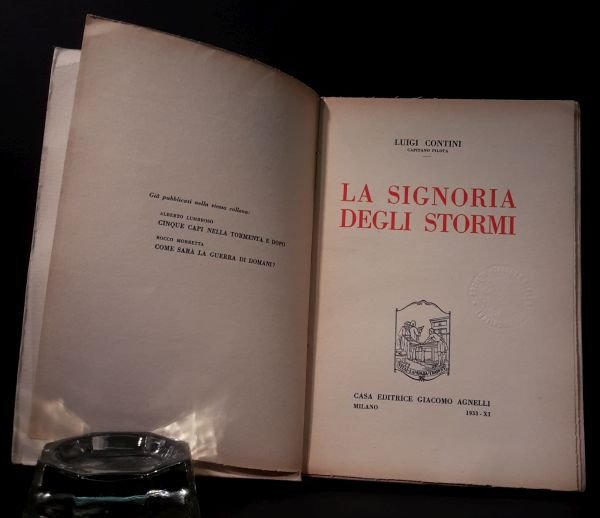 Già pubblicati nella stessa collana:
ALBERTO LUMBROSO
CINQUE CAPI NELLA TORMENTA E DOPO
ROCCO MORRETTA
COME SARÀ LA GUERRA DI DOMANI?
LUIGI CONTINI
CAPITANO PILOTA
LA SIGNORIA
DEGLI STORMI
CASA EDITRICE GIACOMO AGNELLI
MILANO 1933-XI